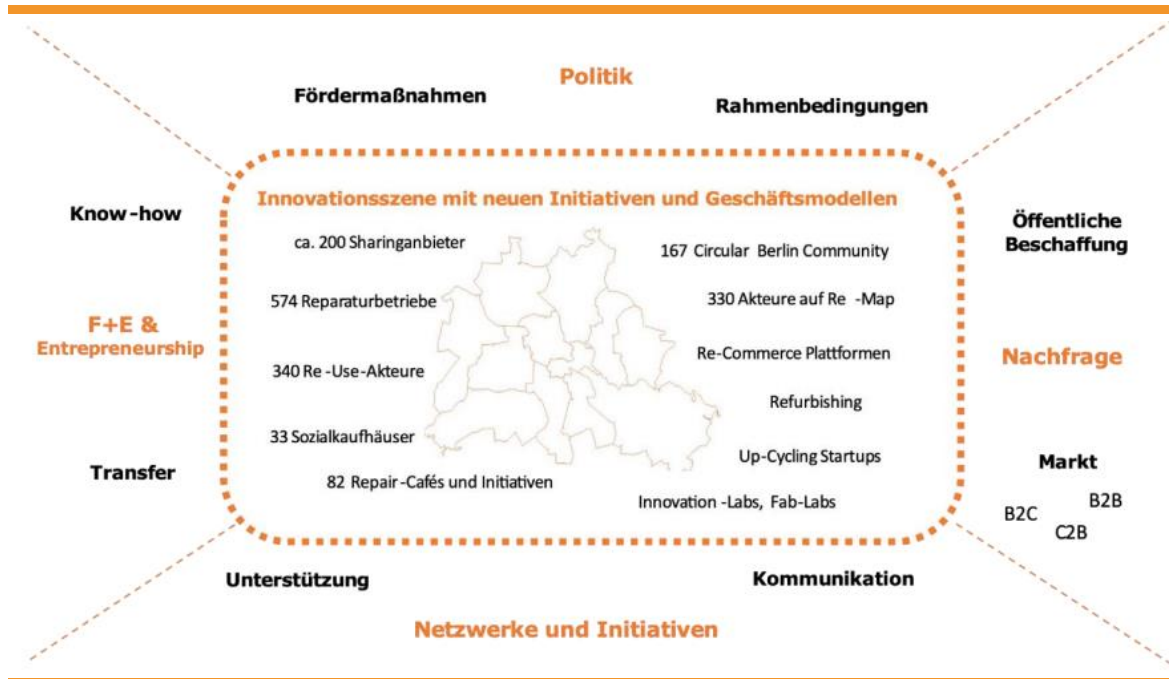 Politik
Fördermaßnahmen
Rahmenbedingungen
Innovationsszene mit neuen Initiativen und Geschäftsmodellen
Know-how
F+E &
Entrepreneurship
Transfer
ca. 200 Sharinganbieter
574 Reparaturbetriebe
340 Re-Use-Akteure
33 Sozialkaufhäuser
82 Repair-Cafés und Initiativen
167 Circular Berlin Community
330 Akteure auf Re-Map
Re-Commerce Plattformen
Refurbishing
Up-Cycling Startups
Innovation-Labs, Fab-Labs
Öffentliche
Beschaffung
Nachfrage
Markt
B2B
B2C
C2B
Unterstützung
Kommunikation
Netzwerke und Initiativen